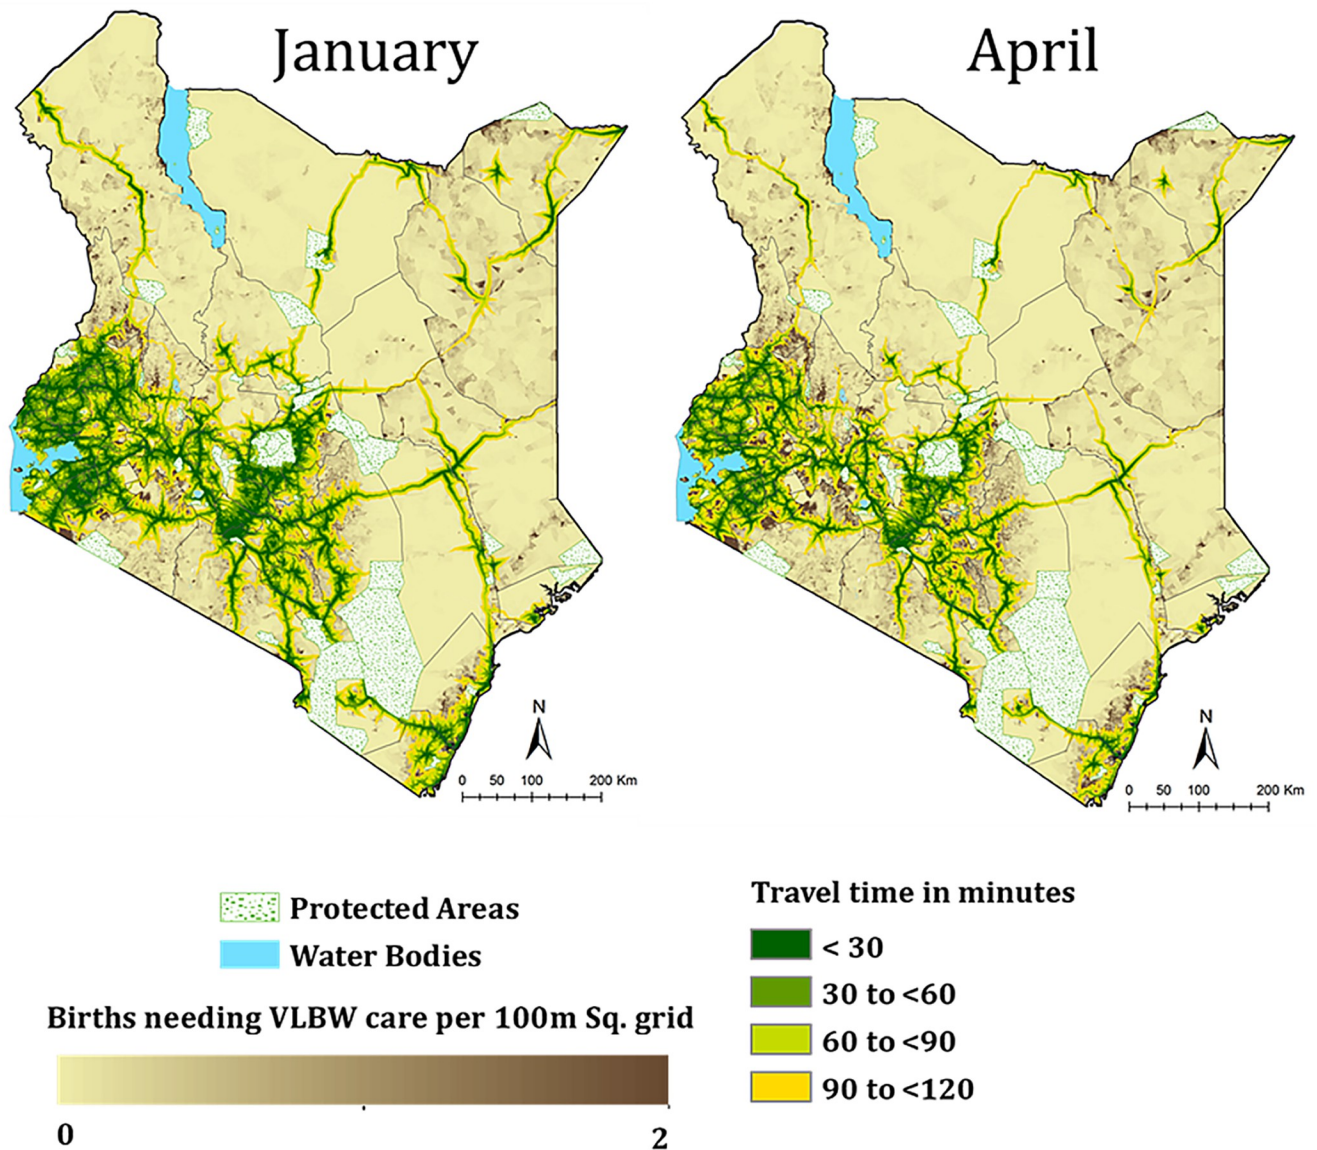 January
April
N
0 50 100 200 Km
N
0 50 100 200 Km
Protected Areas
Water Bodies
Births needing VLBW care per 100m Sq. grid
0 2
Travel time in minutes
< 30
30 to <60
60 to <90
90 to <120